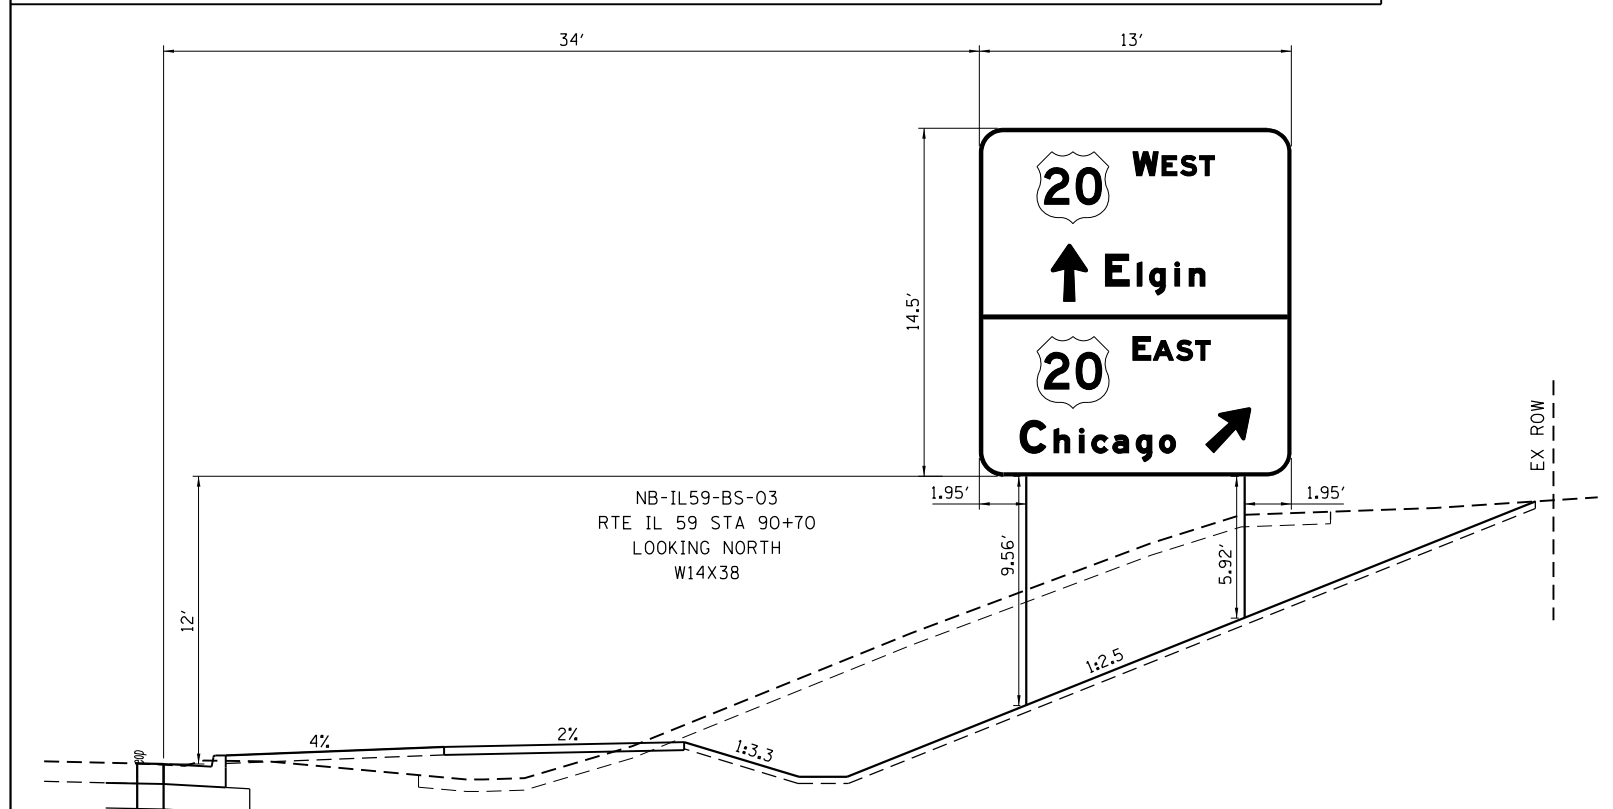 34'
13'
20 WEST
Elgin
14.5'
20 EAST
Chicago
EX ROW
1.95'
1.95'
NB-IL59-BS-03
RTE IL 59 STA 90+70
LOOKING NORTH
W14X38
9.56'
5.92'
12'
1:2.5
4%
2%
1:3.3
eop